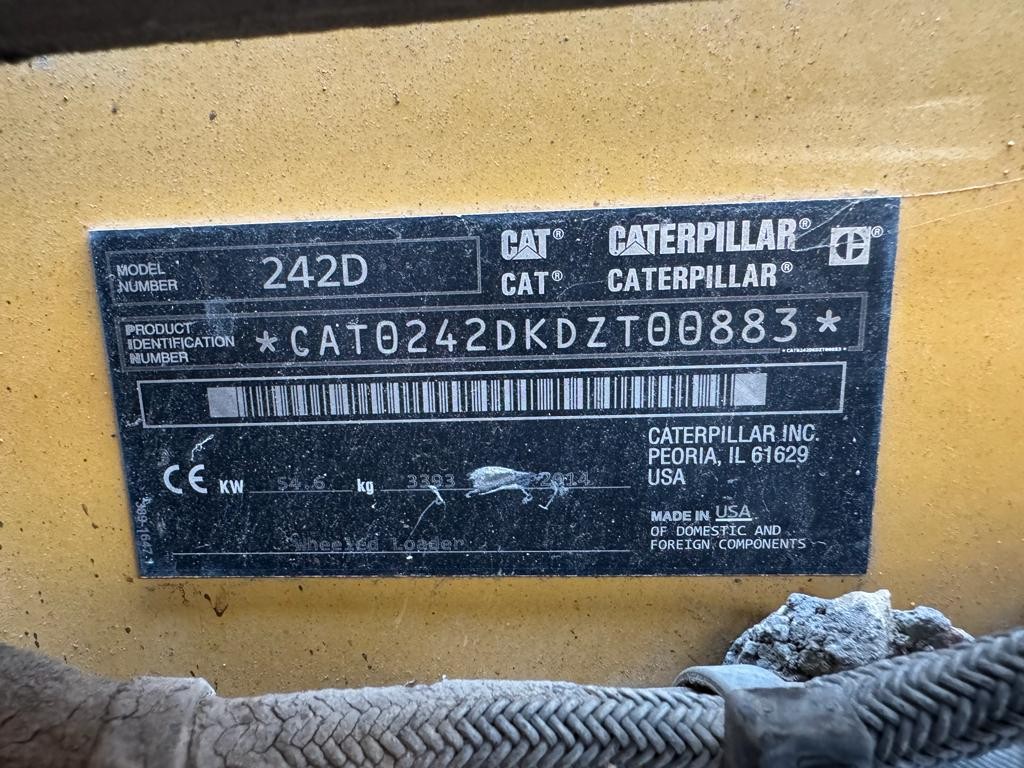 MODEL
NUMBER
242D
CAT®
CATERPILLAR®
®
CAT®
CATERPILLAR®
PRODUCT
IDENTIFICATION
NUMBER
*CAT0242DKDZT00883*
*CAT0242DKDZT00883*
CATERPILLAR INC.
PEORIA, IL 61629
USA
CE KW 54.6 kg 3393 2014
MADE IN USA
OF DOMESTIC AND
FOREIGN COMPONENTS
Wheeled Loader